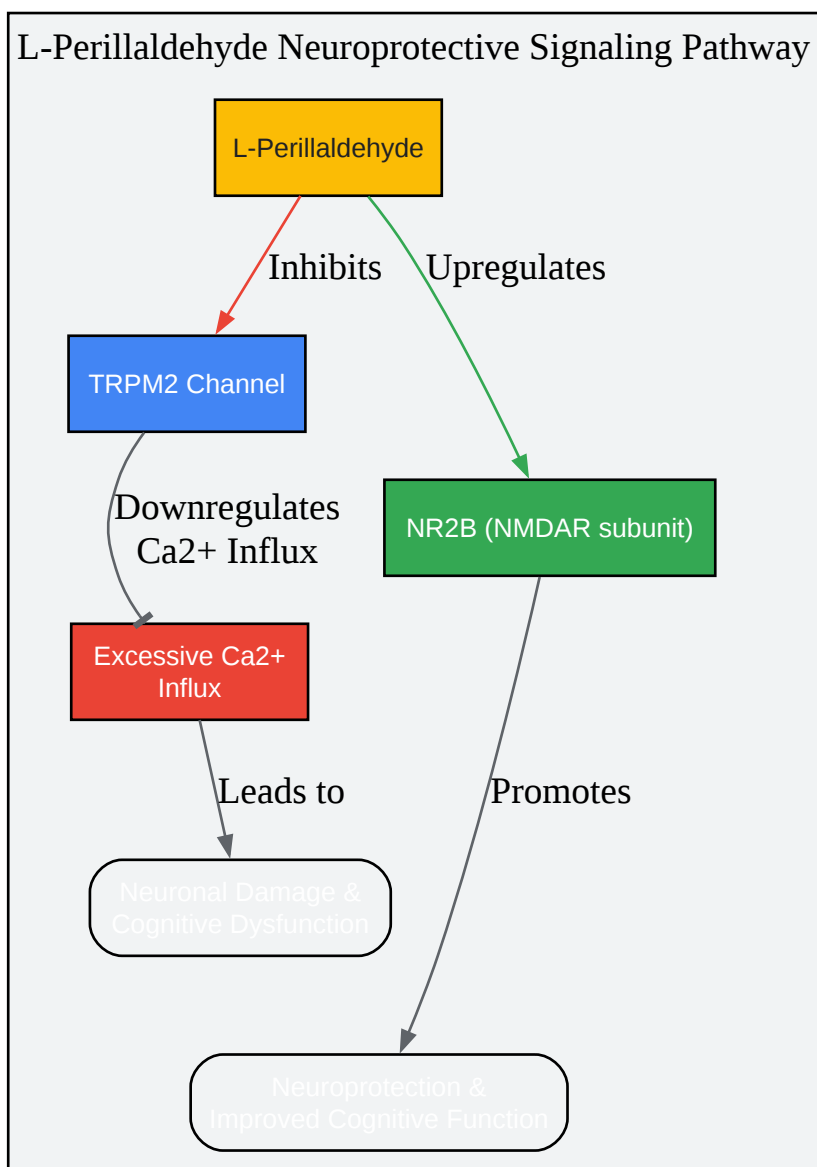 L-Perillaldehyde Neuroprotective Signaling Pathway
L-Perillaldehyde
Inhibits
Upregulates
TRPM2 Channel
Downregulates
Ca2+ Influx
NR2B (NMDAR subunit)
Excessive Ca2+
Influx
Leads to
Promotes
Neuronal Damage &
Cognitive Dysfunction
Neuroprotection &
Improved Cognitive Function